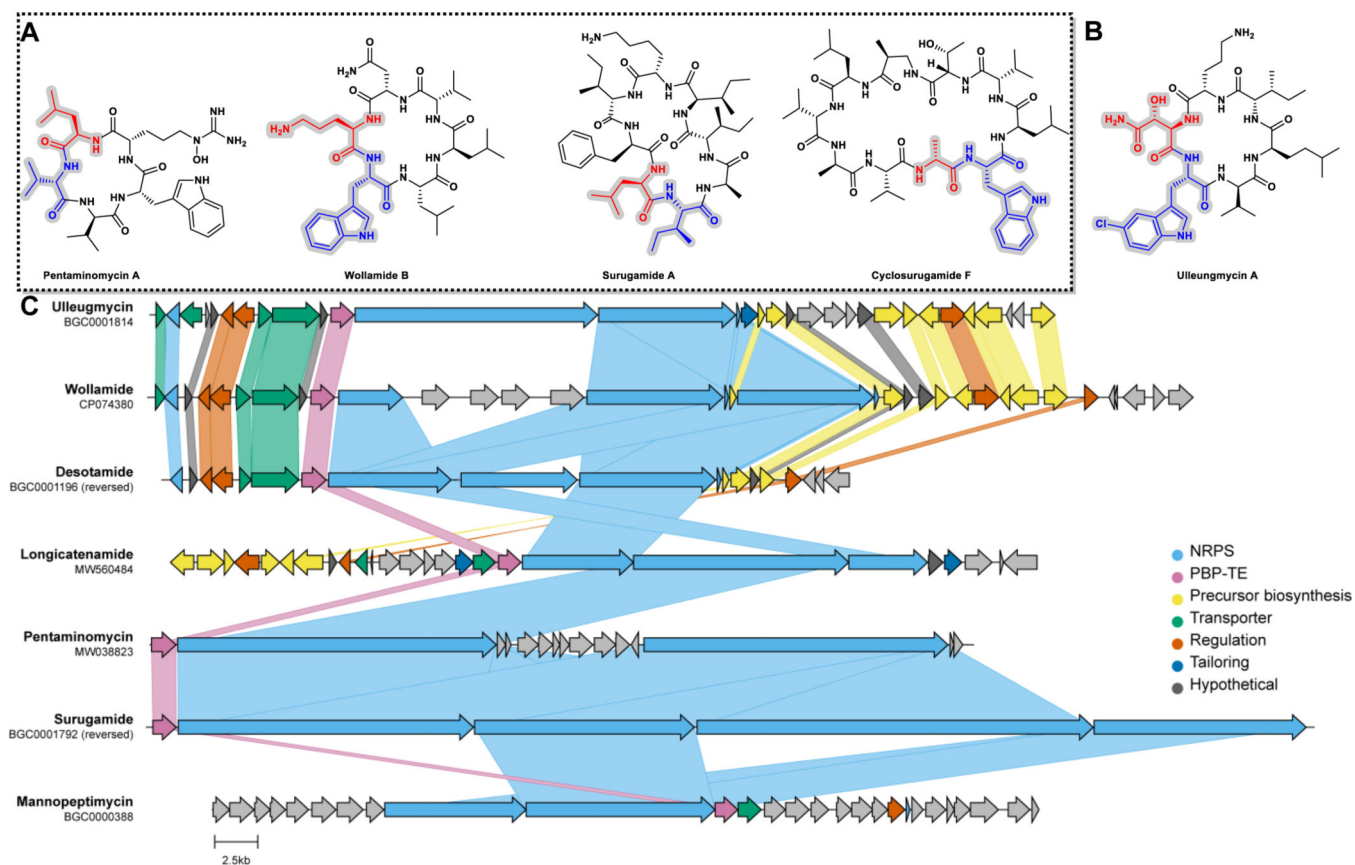 A
B
Pentaminomycin A
Wollamide B
Surugamide A
Cyclosurugamide F
Ulleungmycin A
C
Ulleugmycin
BGC0001814
Wollamide
CP074380
Desotamide
BGC0001196 (reversed)
Longicatenamide
MW560484
Pentaminomycin
MW038823
Surugamide
BGC0001792 (reversed)
Mannopeptimycin
BGC0000388
2.5kb
NRPS
PBP-TE
Precursor biosynthesis
Transporter
Regulation
Tailoring
Hypothetical